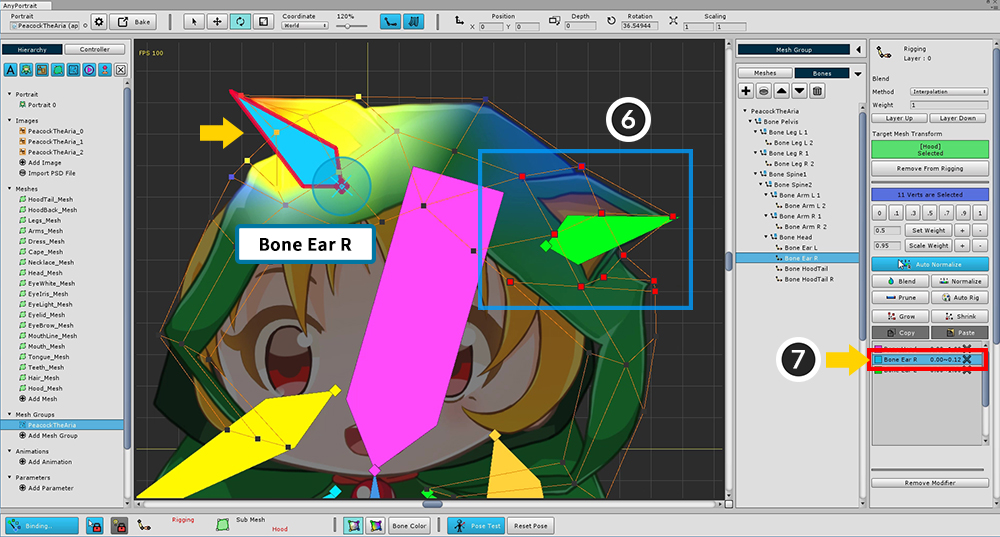 AnyPortrait
Portrait
PeacockTheAria (ap
Bake
Coordinate
World
120%
Position
X 0 Y 0
Depth
0
Rotation
36.54944
Scaling
1 1
Hierarchy
Controller
Portrait
Portrait 0
Images
PeacockTheAria_0
PeacockTheAria_1
PeacockTheAria_2
Add Image
Import PSD File
Meshes
HoodTail_Mesh
HoodBack_Mesh
Legs_Mesh
Arms_Mesh
Dress_Mesh
Cape_Mesh
Necklace_Mesh
Head_Mesh
EyeWhite_Mesh
EyeIris_Mesh
EyeLight_Mesh
Eyelid_Mesh
EyeBrow_Mesh
MouthLine_Mesh
Mouth_Mesh
Tongue_Mesh
Teeth_Mesh
Hair_Mesh
Hood_Mesh
Add Mesh
Mesh Groups
PeacockTheAria
Add Mesh Group
Animations
Add Animation
Parameters
Add Parameter
FPS 100
6
Bone Ear R
7
Mesh Group
Meshes
Bones
PeacockTheAria
Bone Pelvis
Bone Leg L 1
Bone Leg L 2
Bone Leg R 1
Bone Leg R 2
Bone Spine1
Bone Spine2
Bone Arm L 1
Bone Arm L 2
Bone Arm R 1
Bone Arm R 2
Bone Head
Bone Ear L
Bone Ear R
Bone HoodTail
Bone HoodTail R
Rigging
Layer : 0
Blend
Method Interpolation
Weight 1
Layer Up Layer Down
Target Mesh Transform
[Hood]
Selected
Remove From Rigging
11 Verts are Selected
0 .1 .3 .5 .7 .9 1
0.5 Set Weight + -
0.95 Scale Weight + -
Auto Normalize
Blend Normalize
Prune Auto Rig
Grow Shrink
Copy Paste
Bone Ear R 0.00~0.12
Remove Modifier
Binding...
Rigging
Sub Mesh
Hood
Bone Color
Pose Test
Reset Pose